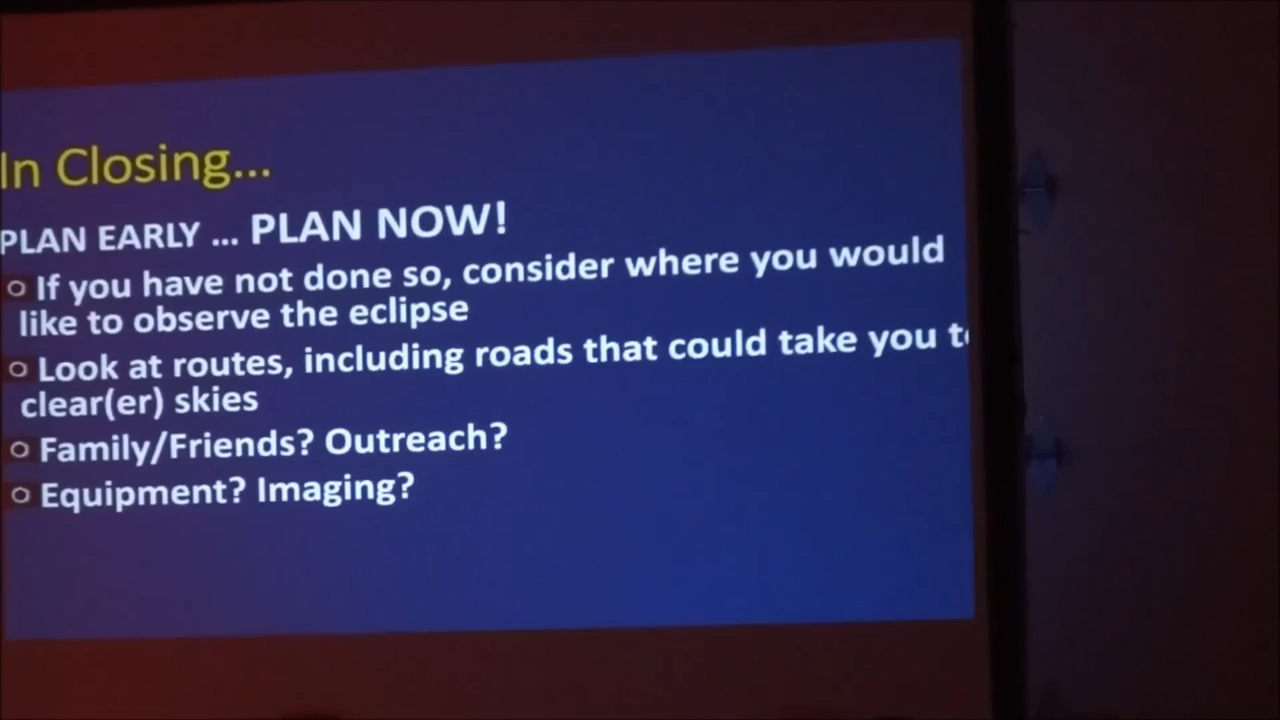 In Closing...
PLAN EARLY ... PLAN NOW!
If you have not done so, consider where you would
like to observe the eclipse
Look at routes, including roads that could take you to
clear(er) skies
Family/Friends? Outreach?
Equipment? Imaging?